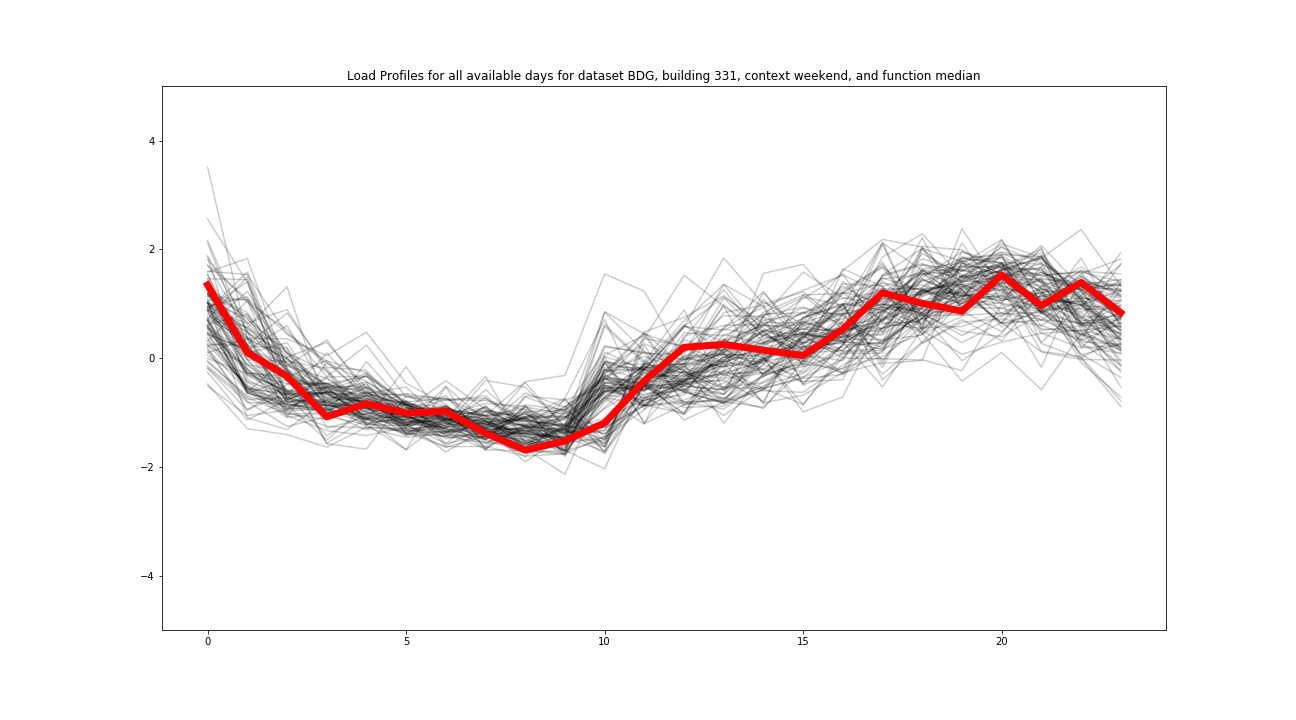 Load Profiles for all available days for dataset BDG, building 331, context weekend, and function median
4
2
0
−2
−4
0 5 10 15 20